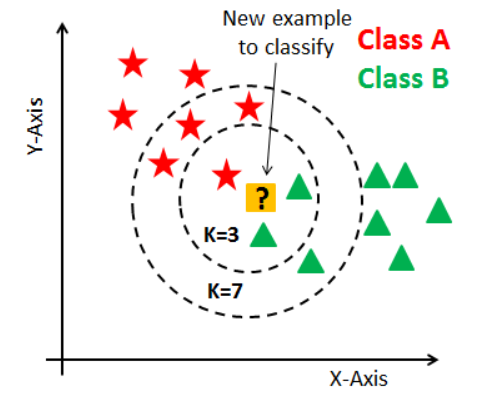 New example
to classify
Class A
Class B
Y-Axis
?
K=3
K=7
X-Axis